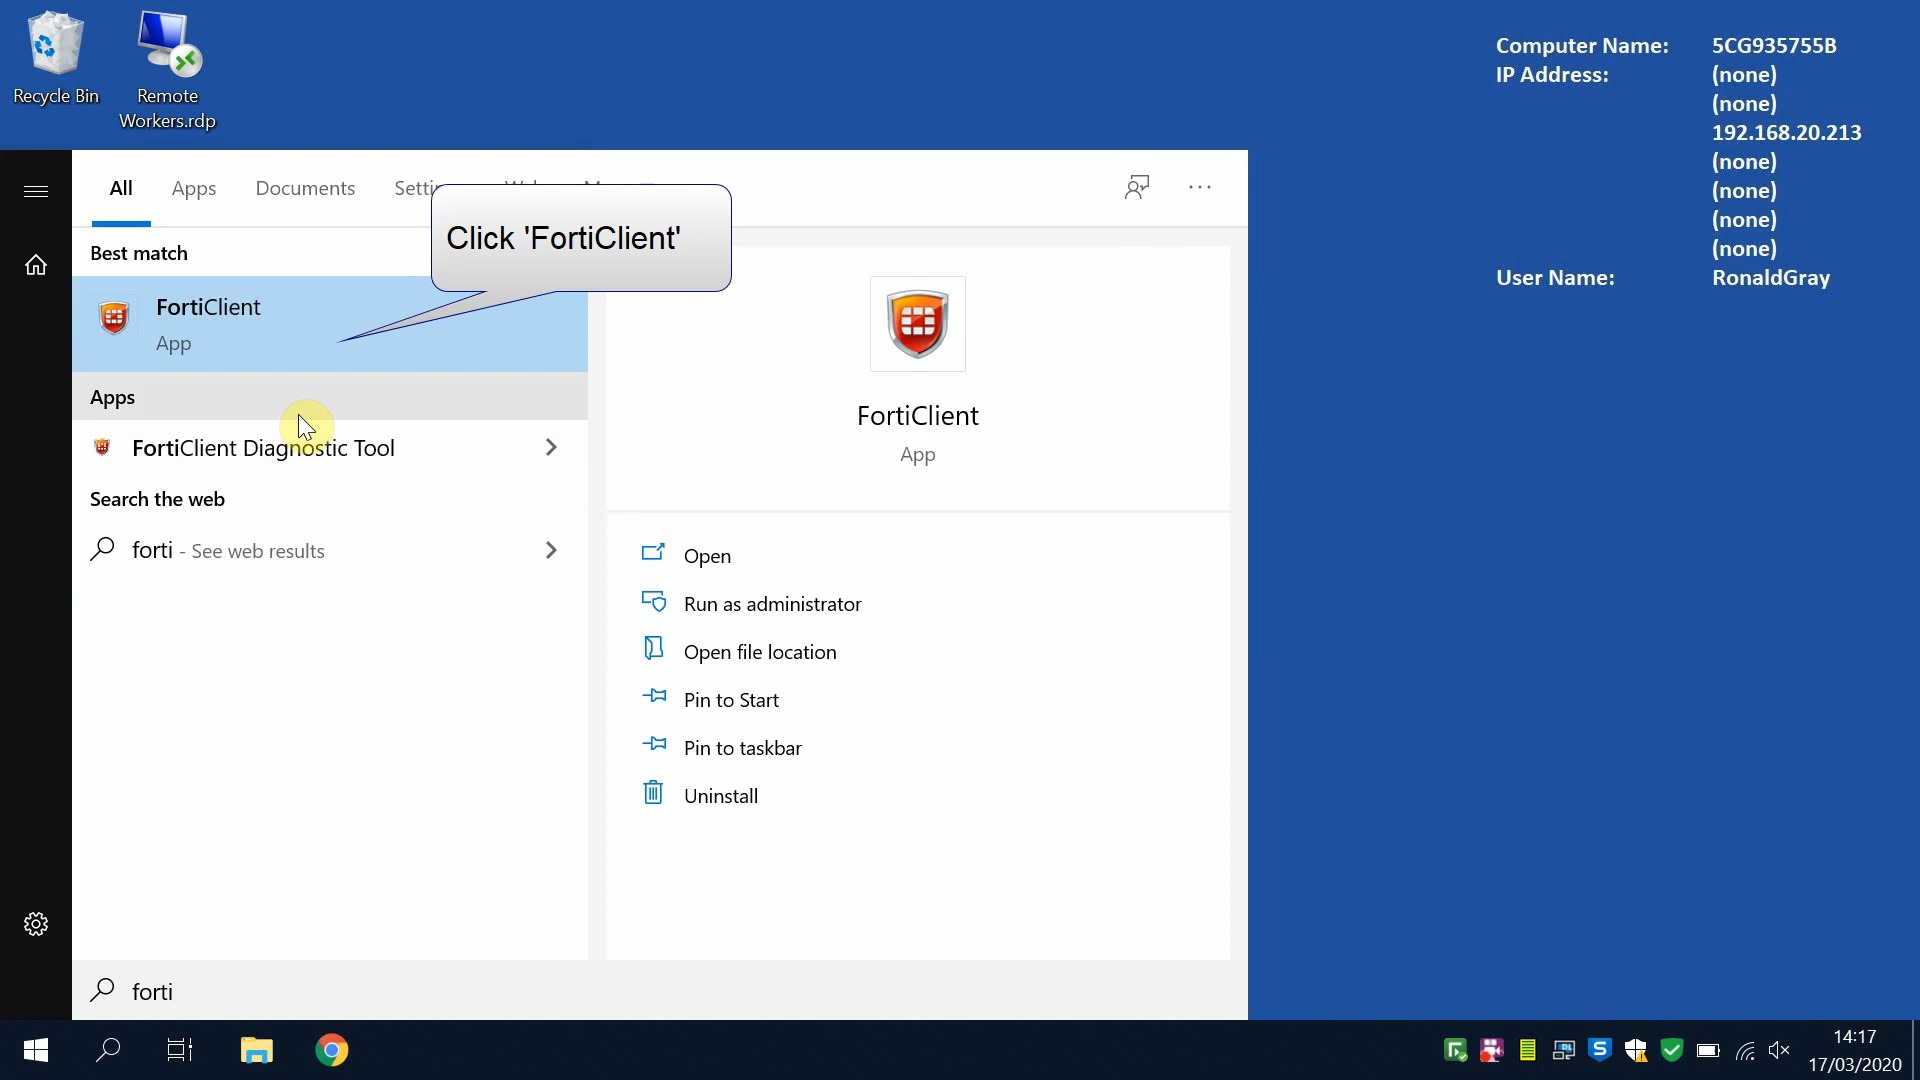 Recycle Bin
Remote
Workers.rdp
Computer Name: 5CG935755B
IP Address: (none)
(none)
192.168.20.213
(none)
(none)
(none)
(none)
User Name: RonaldGray
All Apps Documents
Click 'FortiClient'
Best match
FortiClient
App
Apps
FortiClient Diagnostic Tool
Search the web
forti - See web results
FortiClient
App
Open
Run as administrator
Open file location
Pin to Start
Pin to taskbar
Uninstall
forti
14:17
17/03/2020